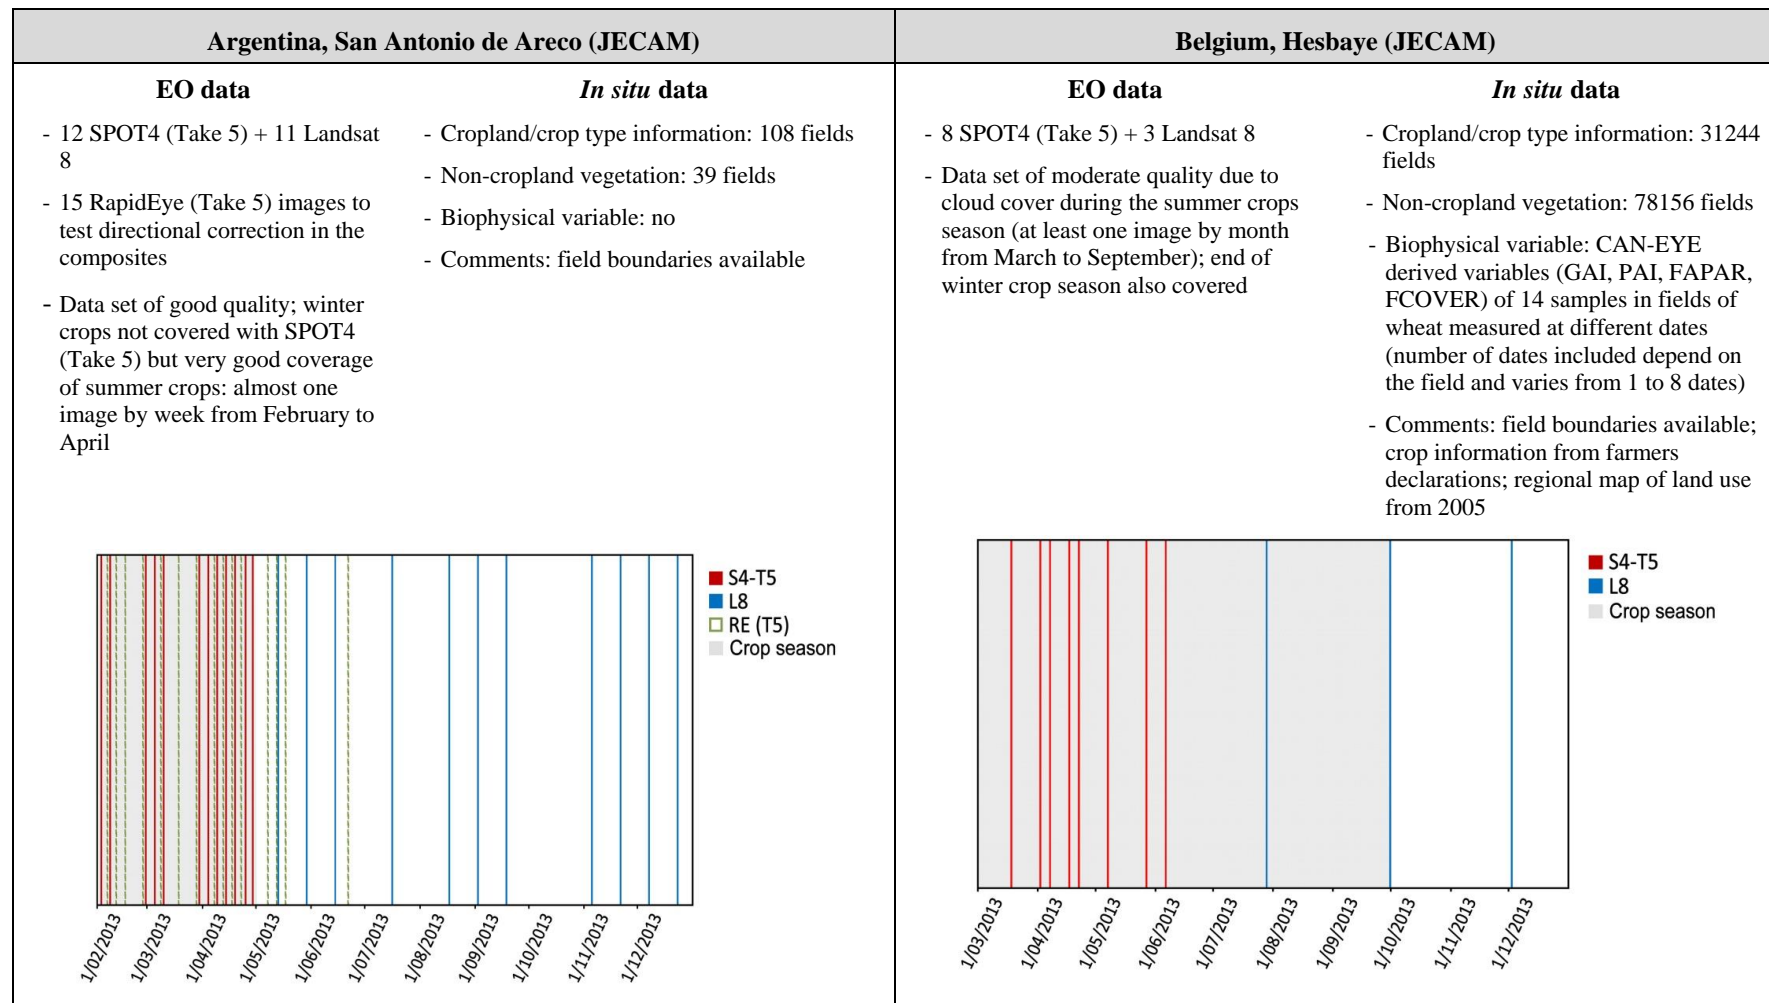 Argentina, San Antonio de Areco (JECAM)
EO data
- 12 SPOT4 (Take 5) + 11 Landsat
8
- 15 RapidEye (Take 5) images to
test directional correction in the
composites
- Data set of good quality; winter
crops not covered with SPOT4
(Take 5) but very good coverage
of summer crops: almost one
image by week from February to
April
In situ data
- Cropland/crop type information: 108 fields
- Non-cropland vegetation: 39 fields
- Biophysical variable: no
- Comments: field boundaries available
S4-T5
L8
RE (T5)
Crop season
1/02/2013
1/03/2013
1/04/2013
1/05/2013
1/06/2013
1/07/2013
1/08/2013
1/09/2013
1/10/2013
1/11/2013
1/12/2013
Belgium, Hesbaye (JECAM)
EO data
- 8 SPOT4 (Take 5) + 3 Landsat 8
- Data set of moderate quality due to
cloud cover during the summer crops
season (at least one image by month
from March to September); end of
winter crop season also covered
In situ data
- Cropland/crop type information: 31244
fields
- Non-cropland vegetation: 78156 fields
- Biophysical variable: CAN-EYE
derived variables (GAI, PAI, FAPAR,
FCOVER) of 14 samples in fields of
wheat measured at different dates
(number of dates included depend on
the field and varies from 1 to 8 dates)
- Comments: field boundaries available;
crop information from farmers
declarations; regional map of land use
from 2005
S4-T5
L8
Crop season
1/03/2013
1/04/2013
1/05/2013
1/06/2013
1/07/2013
1/08/2013
1/09/2013
1/10/2013
1/11/2013
1/12/2013